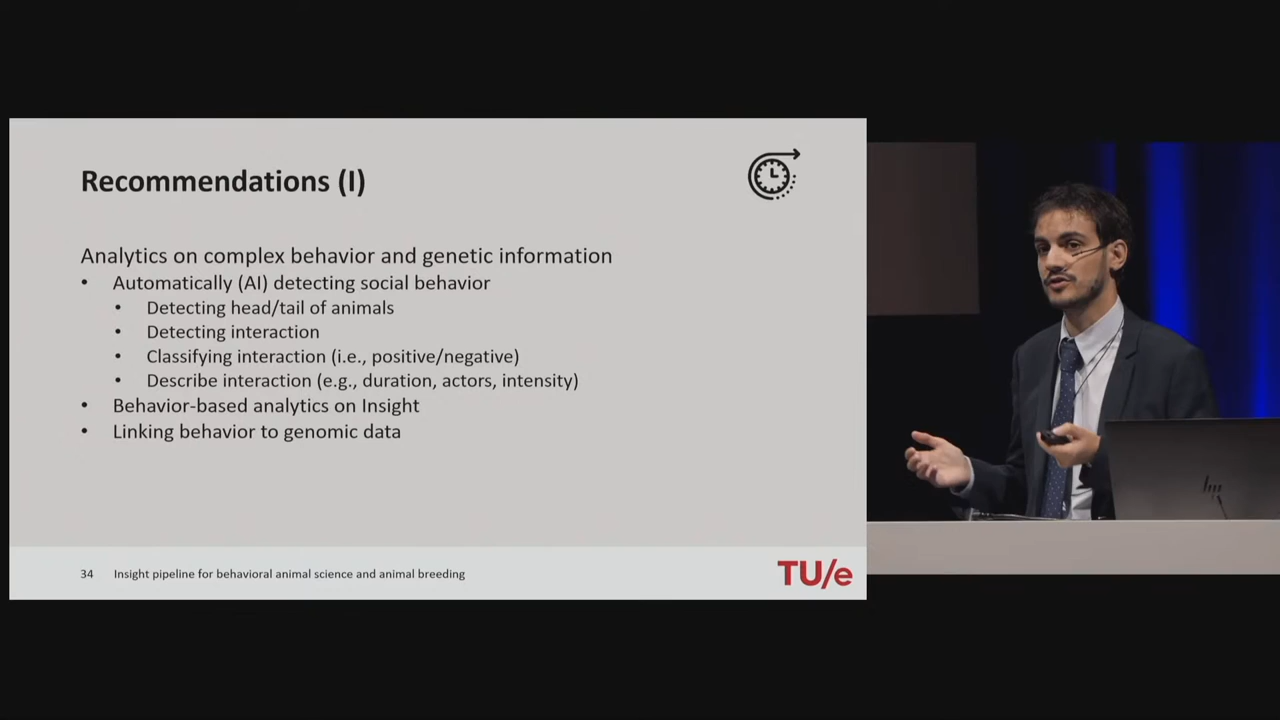 Recommendations (I)
Analytics on complex behavior and genetic information
• Automatically (AI) detecting social behavior
• Detecting head/tail of animals
• Detecting interaction
• Classifying interaction (i.e., positive/negative)
• Describe interaction (e.g., duration, actors, intensity)
• Behavior-based analytics on Insight
• Linking behavior to genomic data
34 Insight pipeline for behavioral animal science and animal breeding
TU/e
hp